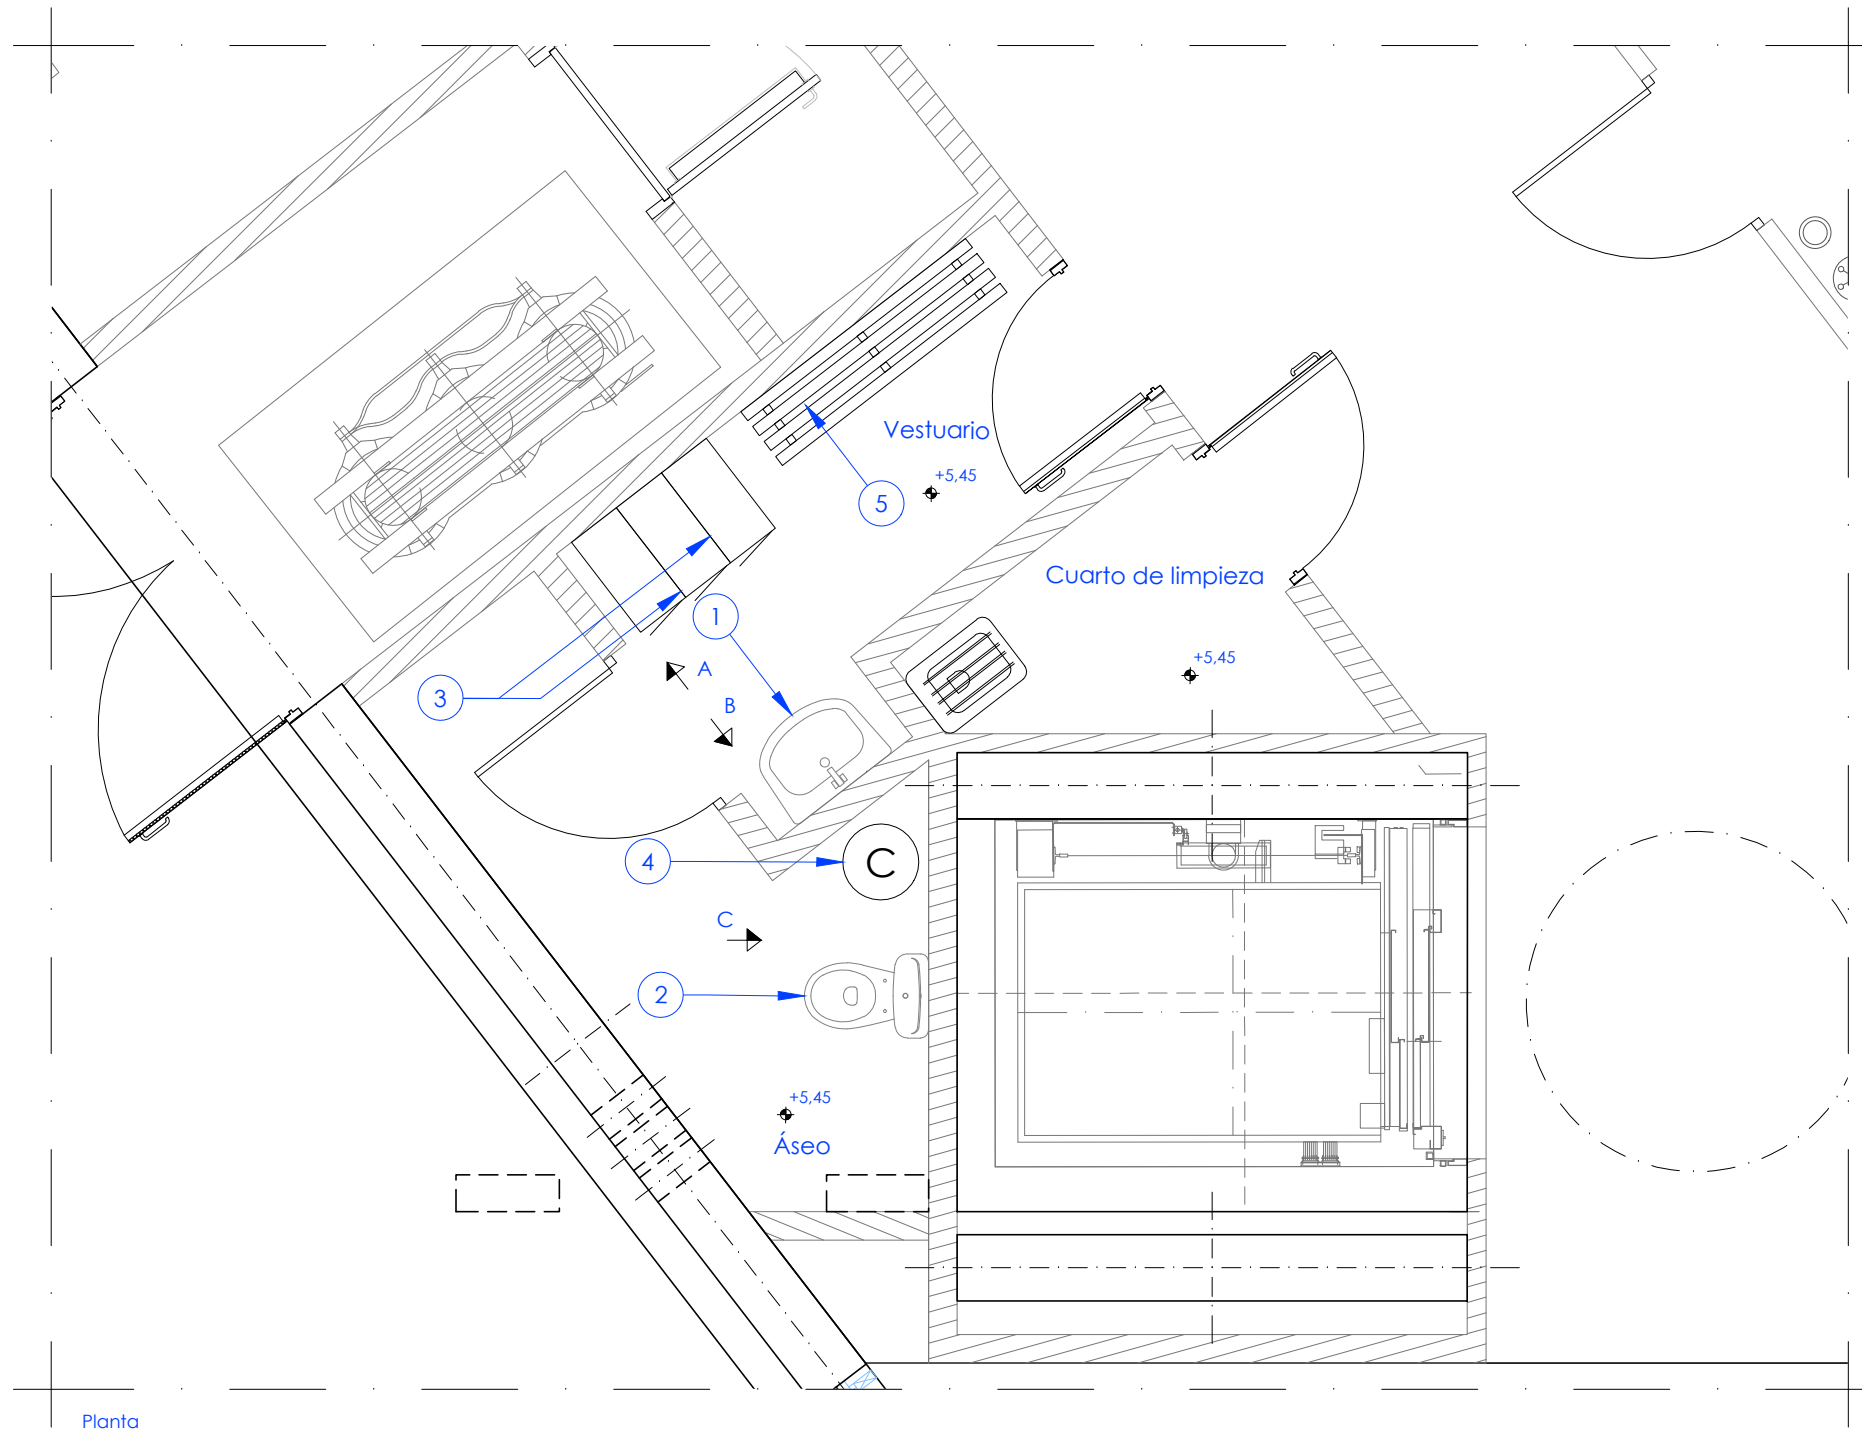 Vestuario
+5,45
5
Cuarto de limpieza
1
+5,45
A
3
B
4
C
C
2
+5,45
Áseo
Planta